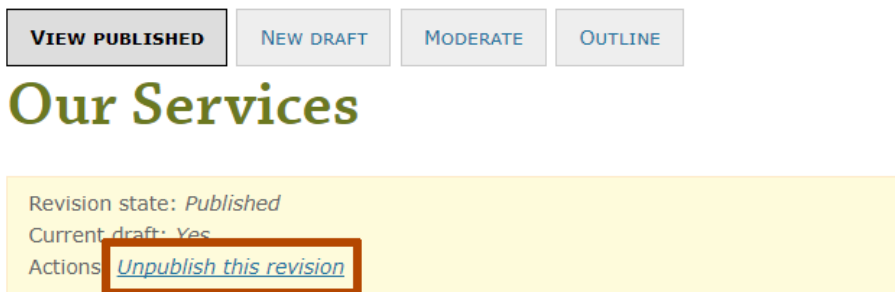 VIEW PUBLISHED NEW DRAFT MODERATE OUTLINE
Our Services
Revision state: Published
Current draft: Yes
Actions Unpublish this revision